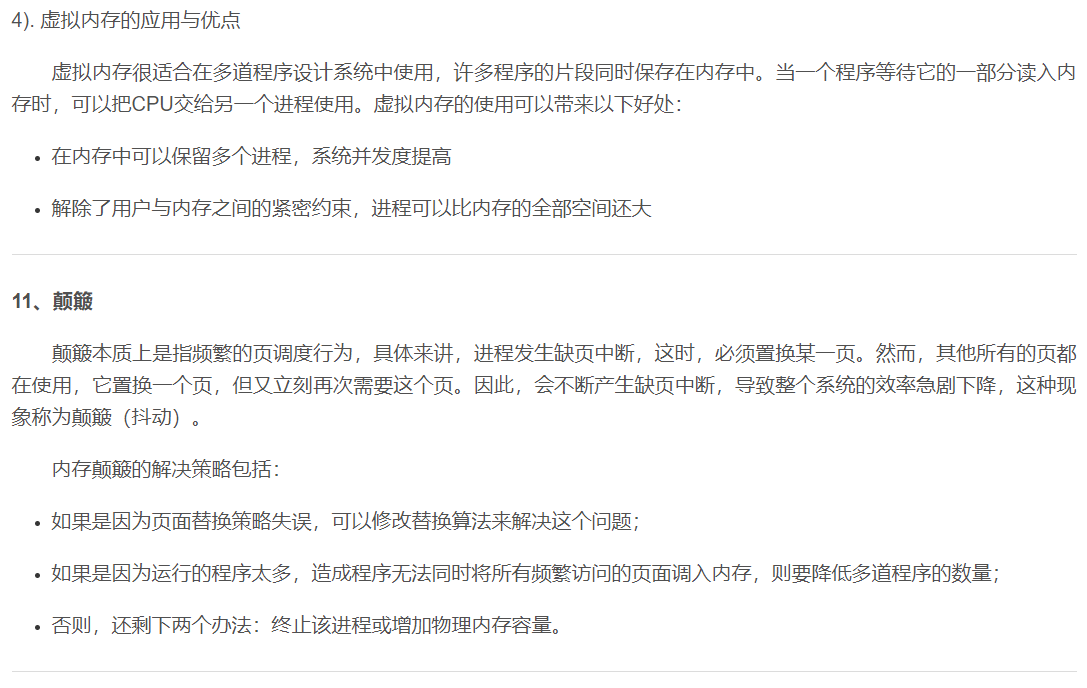 4). 虚拟内存的应用与优点
虚拟内存很适合在多道程序设计系统中使用，许多程序的片段同时保存在内存中。当一个程序等待它的一部分读入内
存时，可以把CPU交给另一个进程使用。虚拟内存的使用可以带来以下好处：
• 在内存中可以保留多个进程，系统并发度提高
• 解除了用户与内存之间的紧密约束，进程可以比内存的全部空间还大
11、颠簸
颠簸本质上是指频繁的页调度行为，具体来讲，进程发生缺页中断，这时，必须置换某一页。然而，其他所有的页都
在使用，它置换一个页，但又立刻再次需要这个页。因此，会不断产生缺页中断，导致整个系统的效率急剧下降，这种现
象称为颠簸（抖动）。
内存颠簸的解决策略包括：
• 如果是因为页面替换策略失误，可以修改替换算法来解决这个问题；
• 如果是因为运行的程序太多，造成程序无法同时将所有频繁访问的页面调入内存，则要降低多道程序的数量；
• 否则，还剩下两个办法：终止该进程或增加物理内存容量。